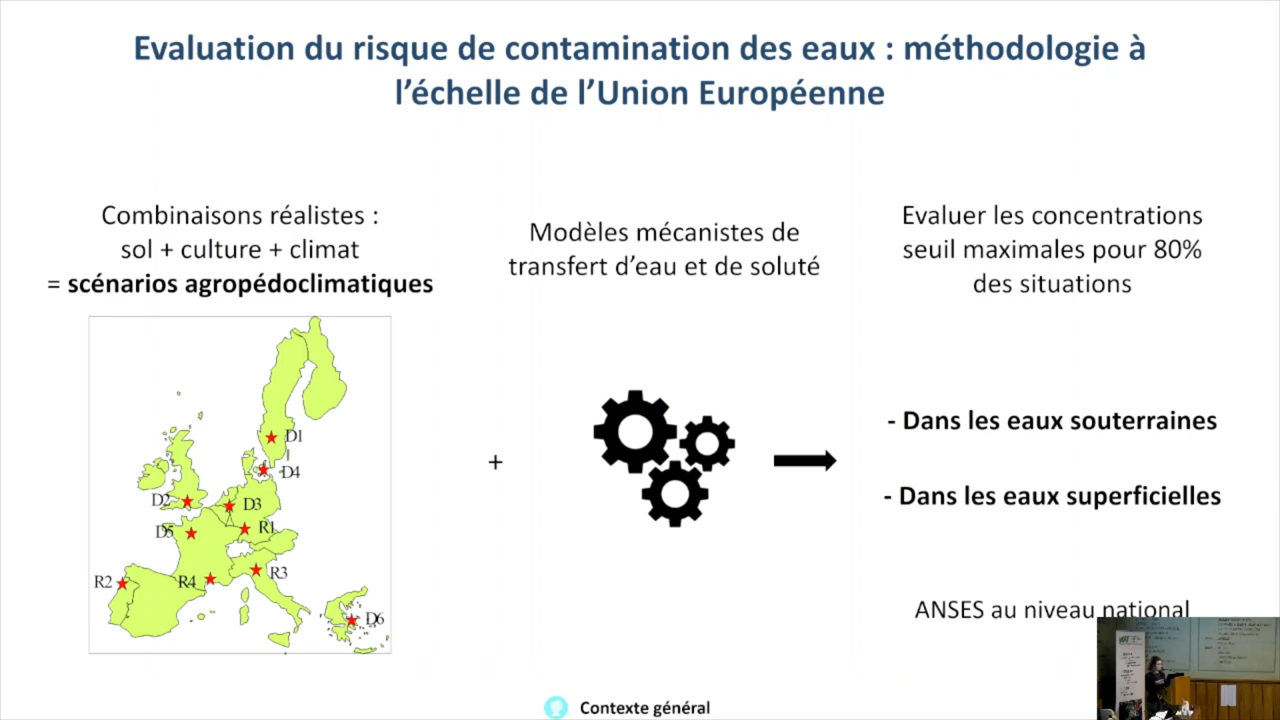 Evaluation du risque de contamination des eaux : méthodologie à
l’échelle de l’Union Européenne
Combinaisons réalistes :
sol + culture + climat
= scénarios agropédoclimatiques
Modèles mécanistes de
transfert d’eau et de soluté
Evaluer les concentrations
seuil maximales pour 80%
des situations
D1
D4
D2
D3
D5
R1
R2
R4
R3
D6
+
- Dans les eaux souterraines
- Dans les eaux superficielles
ANSES au niveau national
Contexte général